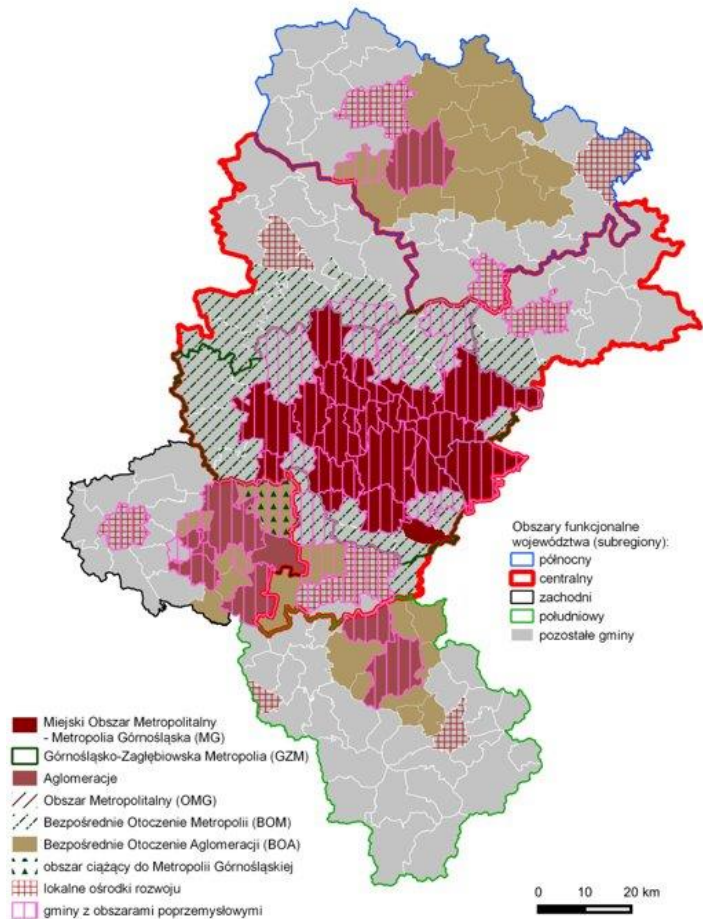 Obszary funkcjonalne
województwa (subregiony):
północny
centralny
zachodni
południowy
pozostałe gminy
Miejski Obszar Metropolitalny
- Metropolia Górnośląska (MG)
Górnośląsko-Zagłębiowska Metropolia (GZM)
Aglomeracje
Obszar Metropolitalny (OMG)
Bezpośrednie Otoczenie Metropolii (BOM)
Bezpośrednie Otoczenie Aglomeracji (BOA)
obszar ciążący do Metropolii Górnośląskiej
lokalne ośrodki rozwoju
gminy z obszarami poprzemysłowymi
0 10 20 km